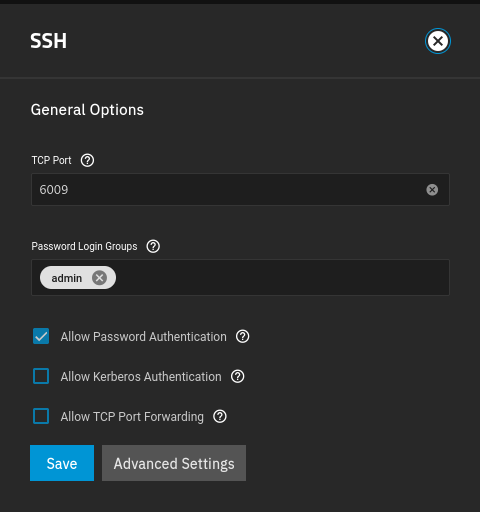 SSH
General Options
TCP Port
6009
Password Login Groups
admin
Allow Password Authentication
Allow Kerberos Authentication
Allow TCP Port Forwarding
Save Advanced Settings